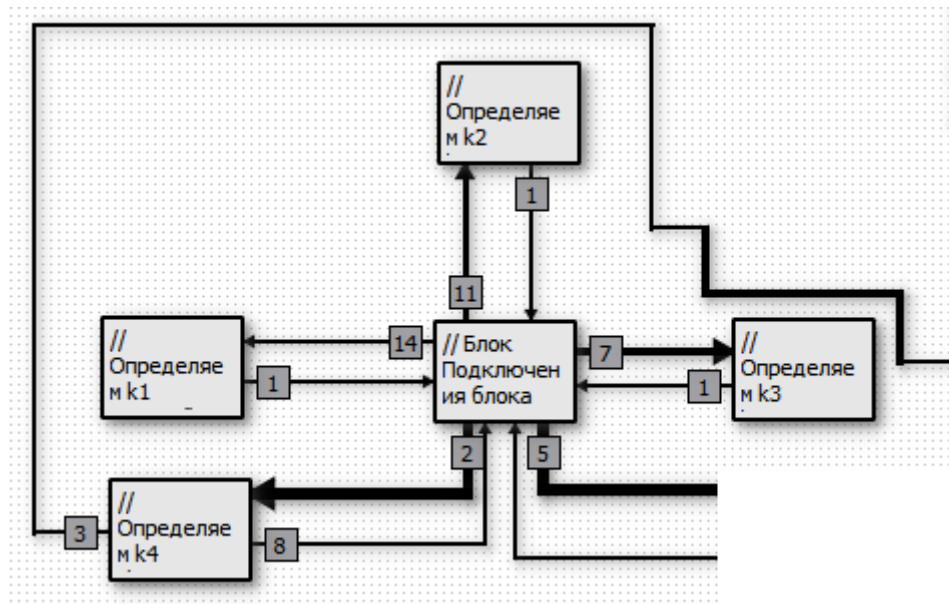 //
Определяе
м k2
1
11
//
Определяе
м k1
14
1
// Блок
Подключен
ия блока
7
1
//
Определяе
м k3
2
5
//
Определяе
м k4
3
8